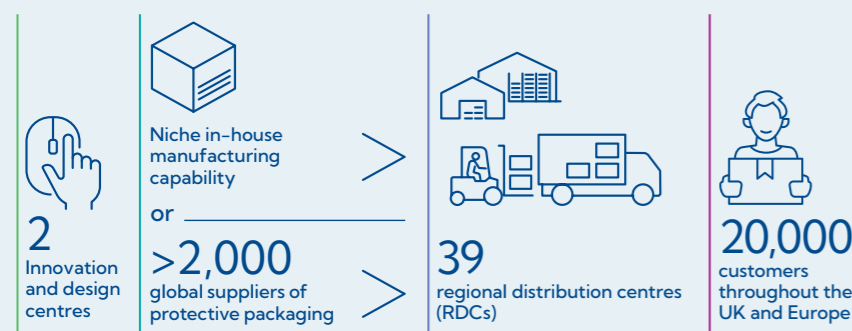 2
Innovation
and design
centres
Niche in-house
manufacturing
capability
or
>2,000
global suppliers of
protective packaging
39
regional distribution centres
(RDCs)
20,000
customers
throughout the
UK and Europe